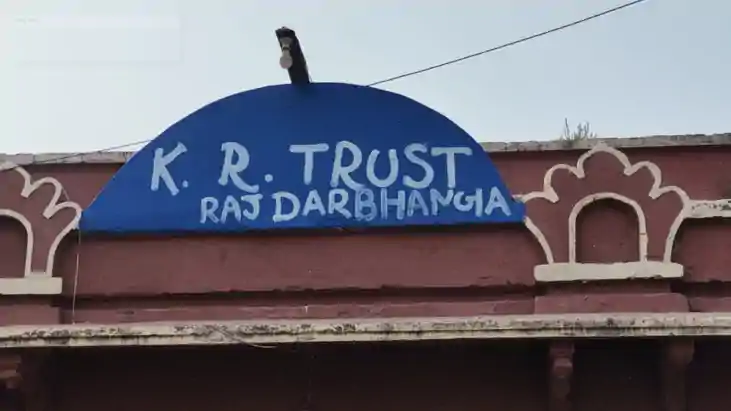 K. R. TRUST
RAJ DARBHANGIA